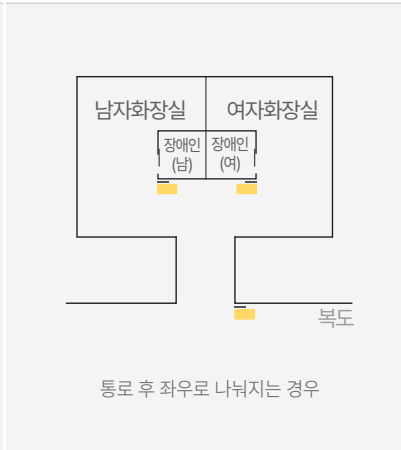 남자화장실 여자화장실
장애인 장애인
(남) (여)
복도
통로 후 좌우로 나눠지는 경우